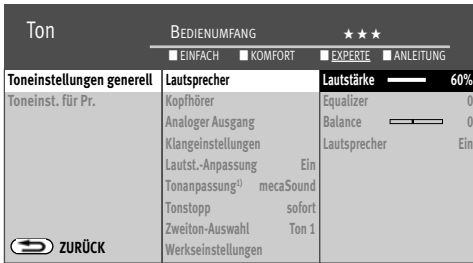 Ton
BEDIENUMFANG ★★★
EINFACH KOMFORT EXPERTE ANLEITUNG
Toneinstellungen generell
Toneinst. für Pr.
ZURÜCK
Lautsprecher
Kopfhörer
Analoger Ausgang
Klangeinstellungen
Lautst.-Anpassung Ein
Tonanpassung¹⁾ mecaSound
Tonstopp sofort
Zweiton-Auswahl Ton 1
Werkseinstellungen
Lautstärke 60%
Equalizer 0
Balance 0
Lautsprecher Ein